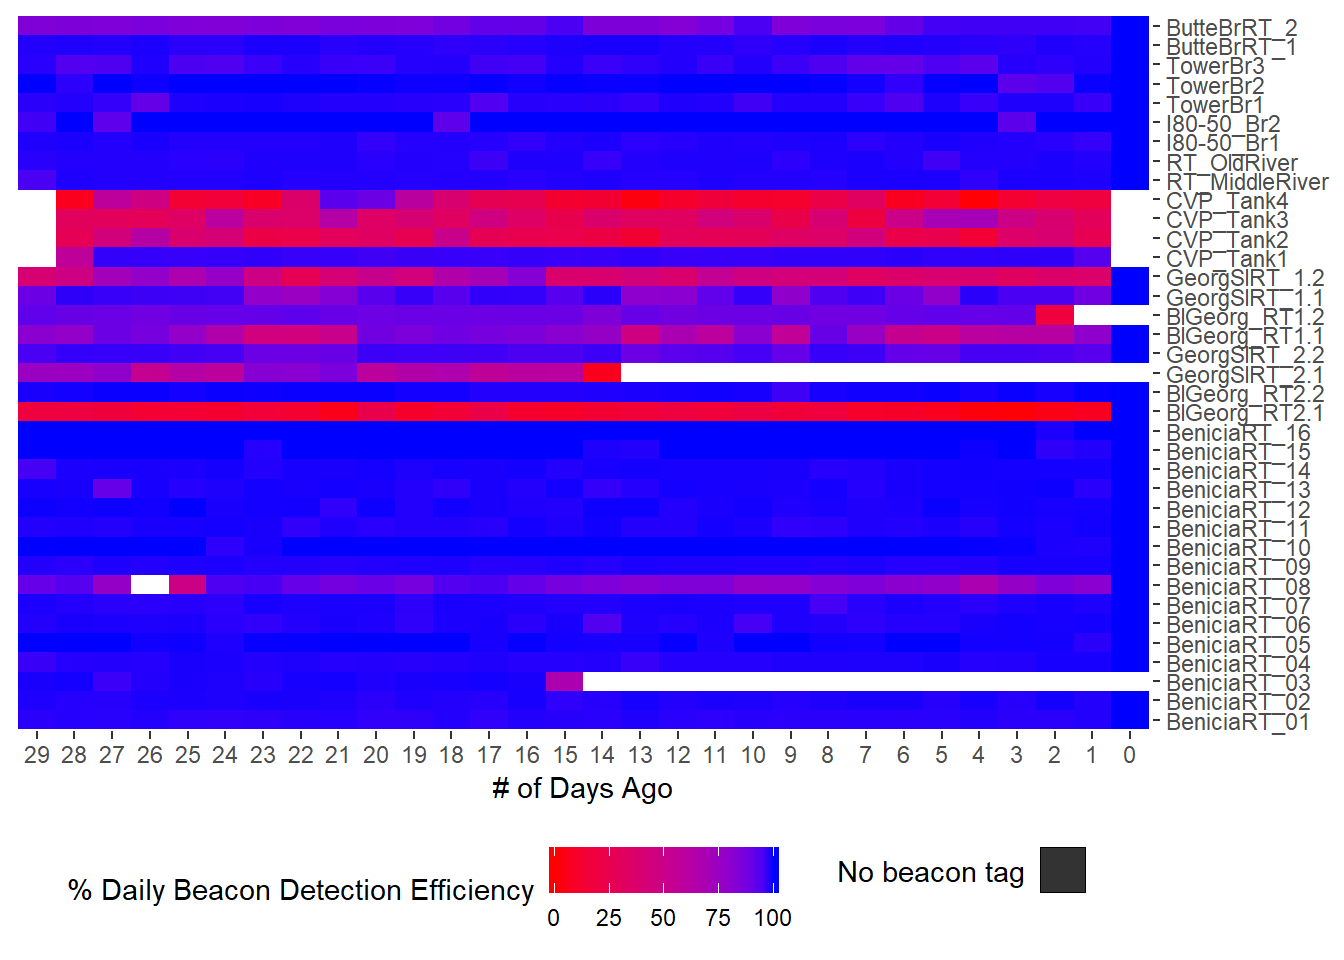 ButteBrRT_2
ButteBrRT_1
TowerBr3
TowerBr2
TowerBr1
I80-50_Br2
I80-50_Br1
RT_OldRiver
RT_MiddleRiver
CVP_Tank4
CVP_Tank3
CVP_Tank2
CVP_Tank1
GeorgSlRT_1.2
GeorgSlRT_1.1
BlGeorg_RT1.2
BlGeorg_RT1.1
GeorgSlRT_2.2
GeorgSlRT_2.1
BlGeorg_RT2.2
BlGeorg_RT2.1
BeniciaRT_16
BeniciaRT_15
BeniciaRT_14
BeniciaRT_13
BeniciaRT_12
BeniciaRT_11
BeniciaRT_10
BeniciaRT_09
BeniciaRT_08
BeniciaRT_07
BeniciaRT_06
BeniciaRT_05
BeniciaRT_04
BeniciaRT_03
BeniciaRT_02
BeniciaRT_01
29 28 27 26 25 24 23 22 21 20 19 18 17 16 15 14 13 12 11 10 9 8 7 6 5 4 3 2 1 0
# of Days Ago
% Daily Beacon Detection Efficiency
0 25 50 75 100
No beacon tag